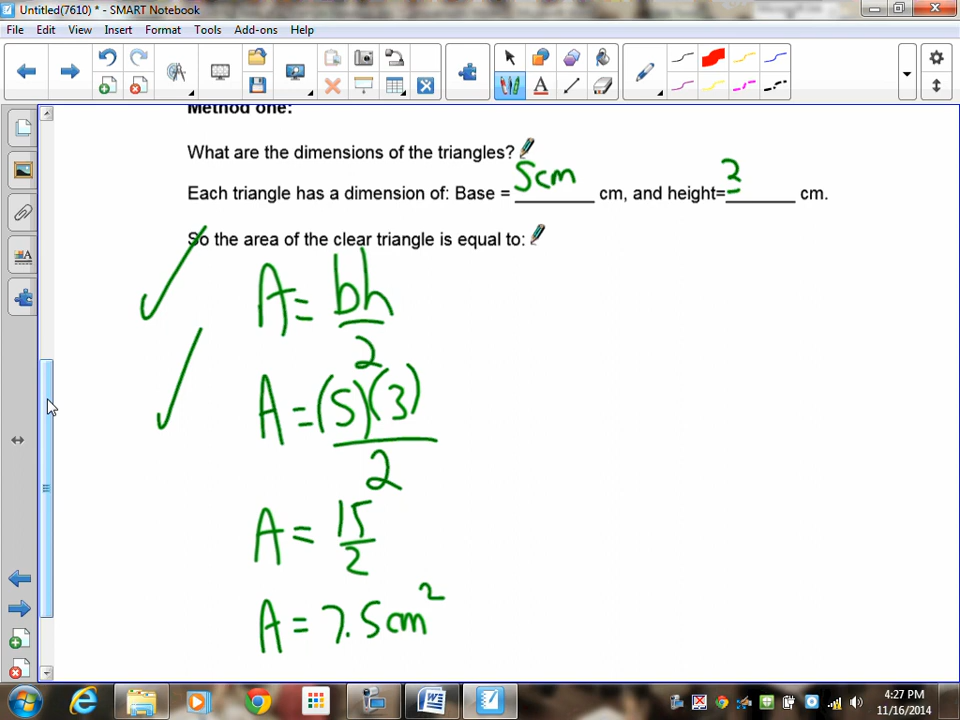 Untitled(7610) * - SMART Notebook
File Edit View Insert Format Tools Add-ons Help
Method one:
What are the dimensions of the triangles?
Each triangle has a dimension of: Base = 5cm cm, and height= 3 cm.
So the area of the clear triangle is equal to:
A = bh
2
A = (5)(3)
2
A = 15
2
A = 7.5cm²
4:27 PM
11/16/2014